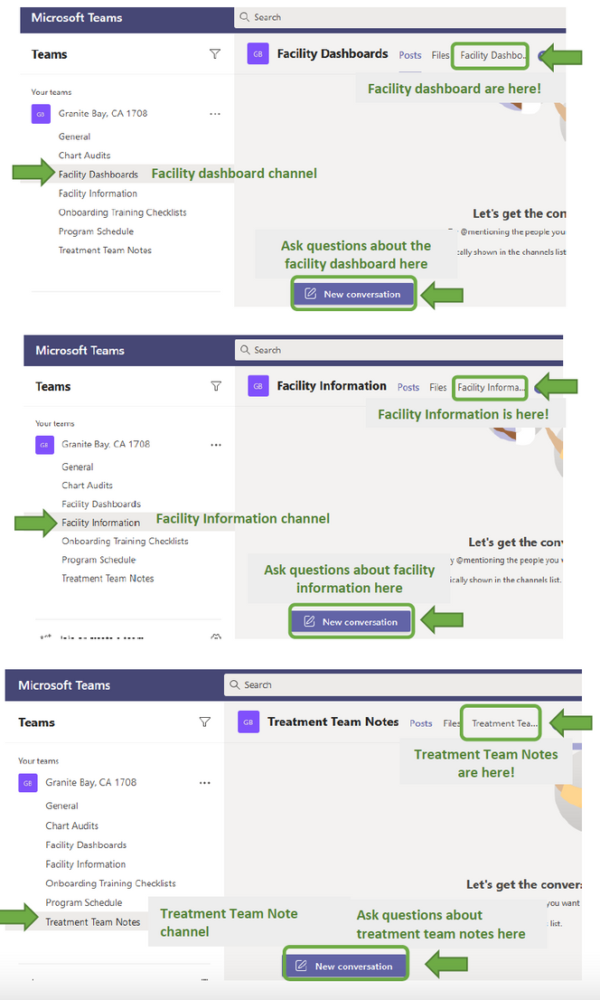 Microsoft Teams
Search
Teams
GB
Facility Dashboards
Posts
Files
Facility Dashbo...
Facility dashboard are here!
Your teams
GB
Granite Bay, CA 1708
General
Chart Audits
Facility Dashboards
Facility dashboard channel
Facility Information
Onboarding Training Checklists
Program Schedule
Treatment Team Notes
Let's get the con
@mentioning the people you
ically shown in the channels list
Ask questions about the
facility dashboard here
New conversation
Microsoft Teams
Search
Teams
GB
Facility Information
Posts
Files
Facility Informa...
Facility Information is here!
Your teams
GB
Granite Bay, CA 1708
General
Chart Audits
Facility Dashboards
Facility Information
Facility Information channel
Onboarding Training Checklists
Program Schedule
Treatment Team Notes
Let's get the con
y @mentioning the people you
ically shown in the channels list.
Ask questions about facility
information here
New conversation
Microsoft Teams
Search
Teams
GB
Treatment Team Notes
Posts
Files
Treatment Tea...
Treatment Team Notes
are here!
Your teams
GB
Granite Bay, CA 1708
General
Chart Audits
Facility Dashboards
Facility Information
Onboarding Training Checklists
Program Schedule
Treatment Team Notes
Treatment Team Note
channel
Let's get the conver
you want
list.
Ask questions about
treatment team notes here
New conversation